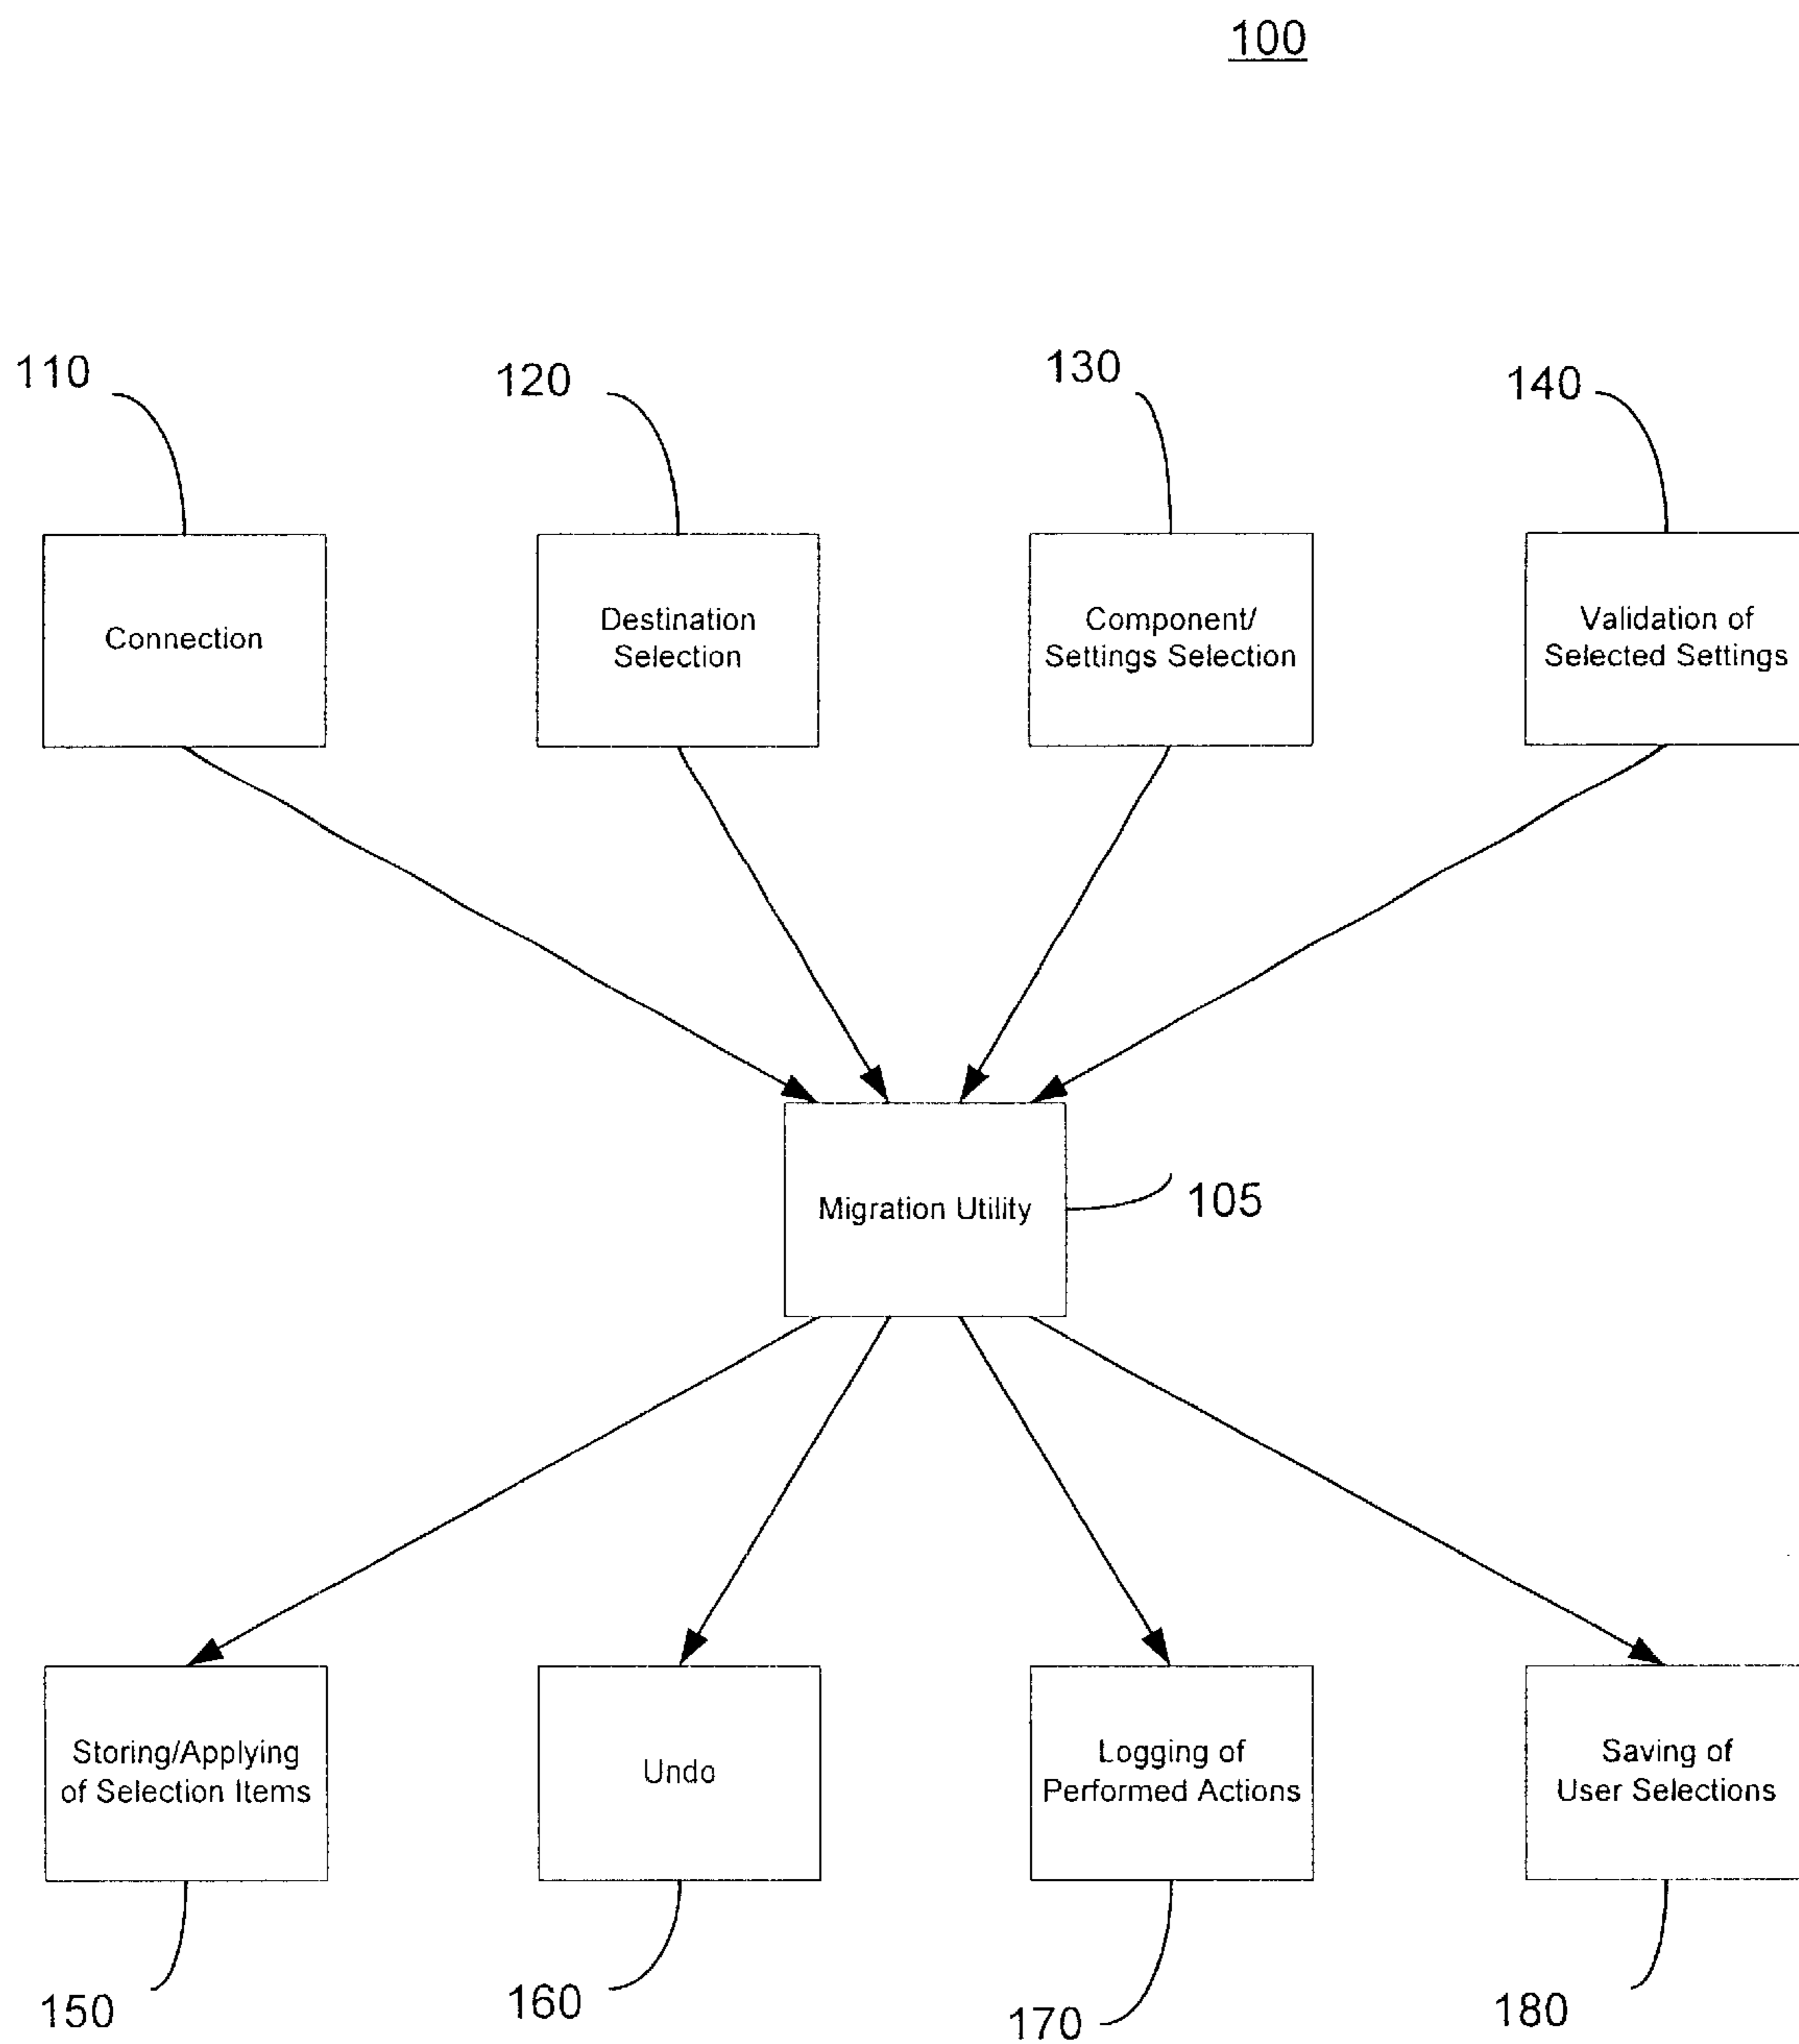 100
110
120
130
140
Connection
Destination
Selection
Component/
Settings Selection
Validation of
Selected Settings
Migration Utility
105
Storing/Applying
of Selection Items
Undo
Logging of
Performed Actions
Saving of
User Selections
150
160
170
180